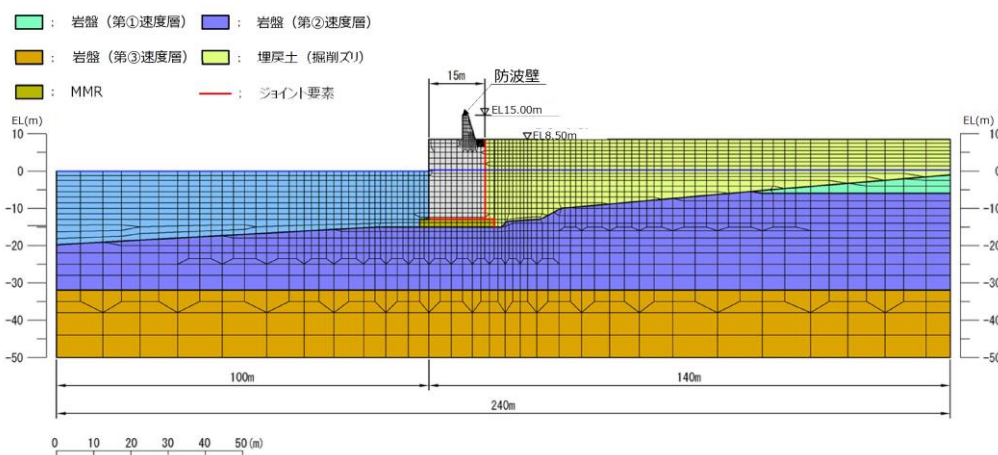 ： 岩盤（第①速度層） ： 岩盤（第②速度層）
： 岩盤（第③速度層） ： 埋戻土（掘削ズリ）
： MMR ： ジョイント要素
15m
防波壁
EL15.00m
EL8.50m
EL(m)
10
0
-10
-20
-30
-40
-50
EL(m)
10
0
-10
-20
-30
-40
-50
100m
140m
240m
0 10 20 30 40 50(m)